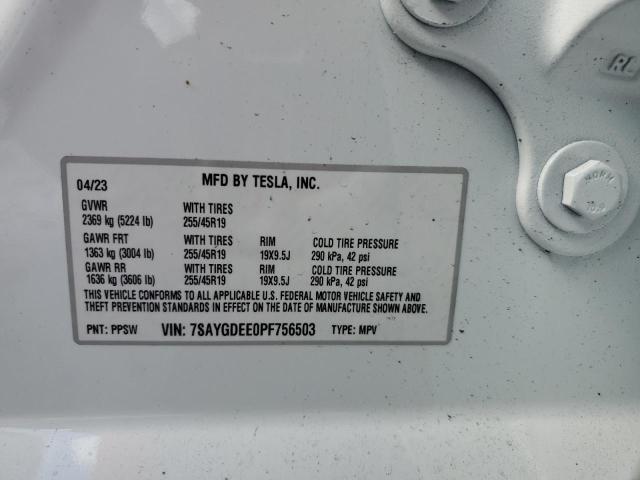 RL
NORM
10.9
04/23 MFD BY TESLA, INC.
GVWR WITH TIRES
2369 kg (5224 lb) 255/45R19
GAWR FRT WITH TIRES RIM COLD TIRE PRESSURE
1363 kg (3004 lb) 255/45R19 19X9.5J 290 kPa, 42 psi
GAWR RR WITH TIRES RIM COLD TIRE PRESSURE
1636 kg (3606 lb) 255/45R19 19X9.5J 290 kPa, 42 psi
THIS VEHICLE CONFORMS TO ALL APPLICABLE U.S. FEDERAL MOTOR VEHICLE SAFETY AND
THEFT PREVENTION STANDARDS IN EFFECT ON THE DATE OF MANUFACTURE SHOWN ABOVE.
PNT: PPSW VIN: 7SAYGDEE0PF756503 TYPE: MPV